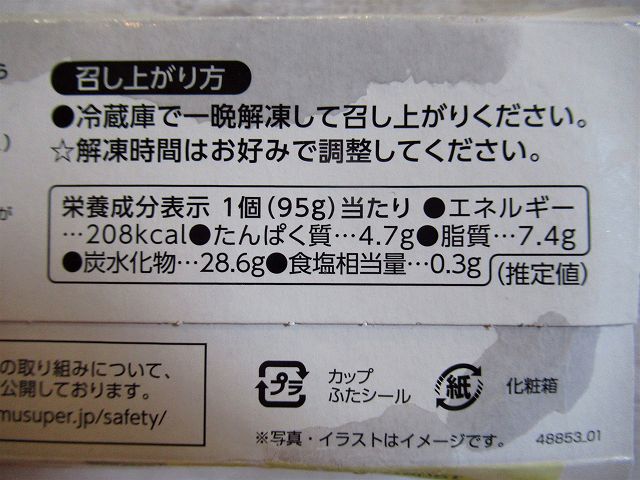 召し上がり方
●冷蔵庫で一晩解凍して召し上がりください。
☆解凍時間はお好みで調整してください。
栄養成分表示 1個(95g)当たり ●エネルギー
…208kcal●たんぱく質…4.7g●脂質…7.4g
●炭水化物…28.6g●食塩相当量…0.3g
(推定値)
の取り組みについて、
公開しております。
musuper.jp/safety/
プラ
カップ
ふたシール
紙
化粧箱
※写真・イラストはイメージです。
48853_01